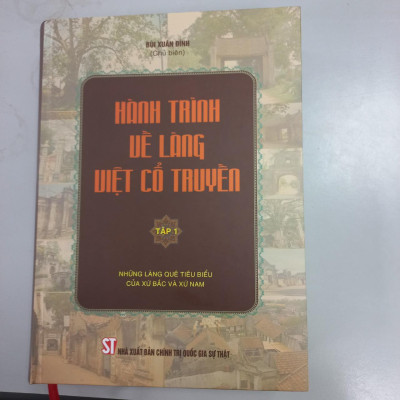 BÙI XUÂN ĐÍNH
(Chủ biên)
HÀNH TRÌNH
VỀ LÀNG
VIỆT CỔ TRUYỀN
TẬP 1
NHỮNG LÀNG QUÊ TIÊU BIỂU
CỦA XỨ BẮC VÀ XỨ NAM
ST NHÀ XUẤT BẢN CHÍNH TRỊ QUỐC GIA SỰ THẬT